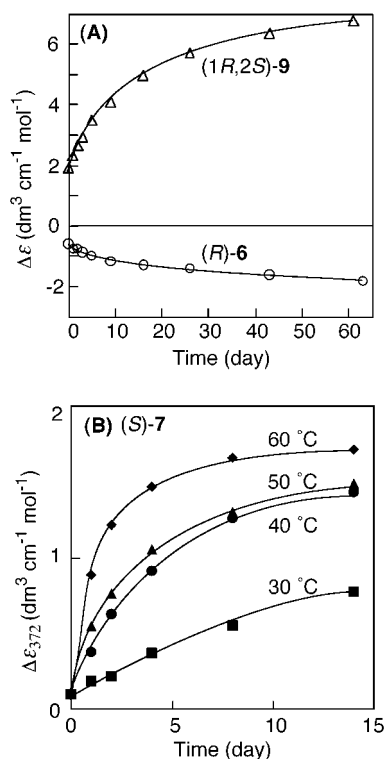 (A)
6
4
2
0
-2
(1R,2S)-9
(R)-6
Δε (dm³ cm⁻¹ mol⁻¹)
0 10 20 30 40 50 60
Time (day)
(B) (S)-7
2
1
0
60 °C
50 °C
40 °C
30 °C
Δε₃₇₂ (dm³ cm⁻¹ mol⁻¹)
0 5 10 15
Time (day)